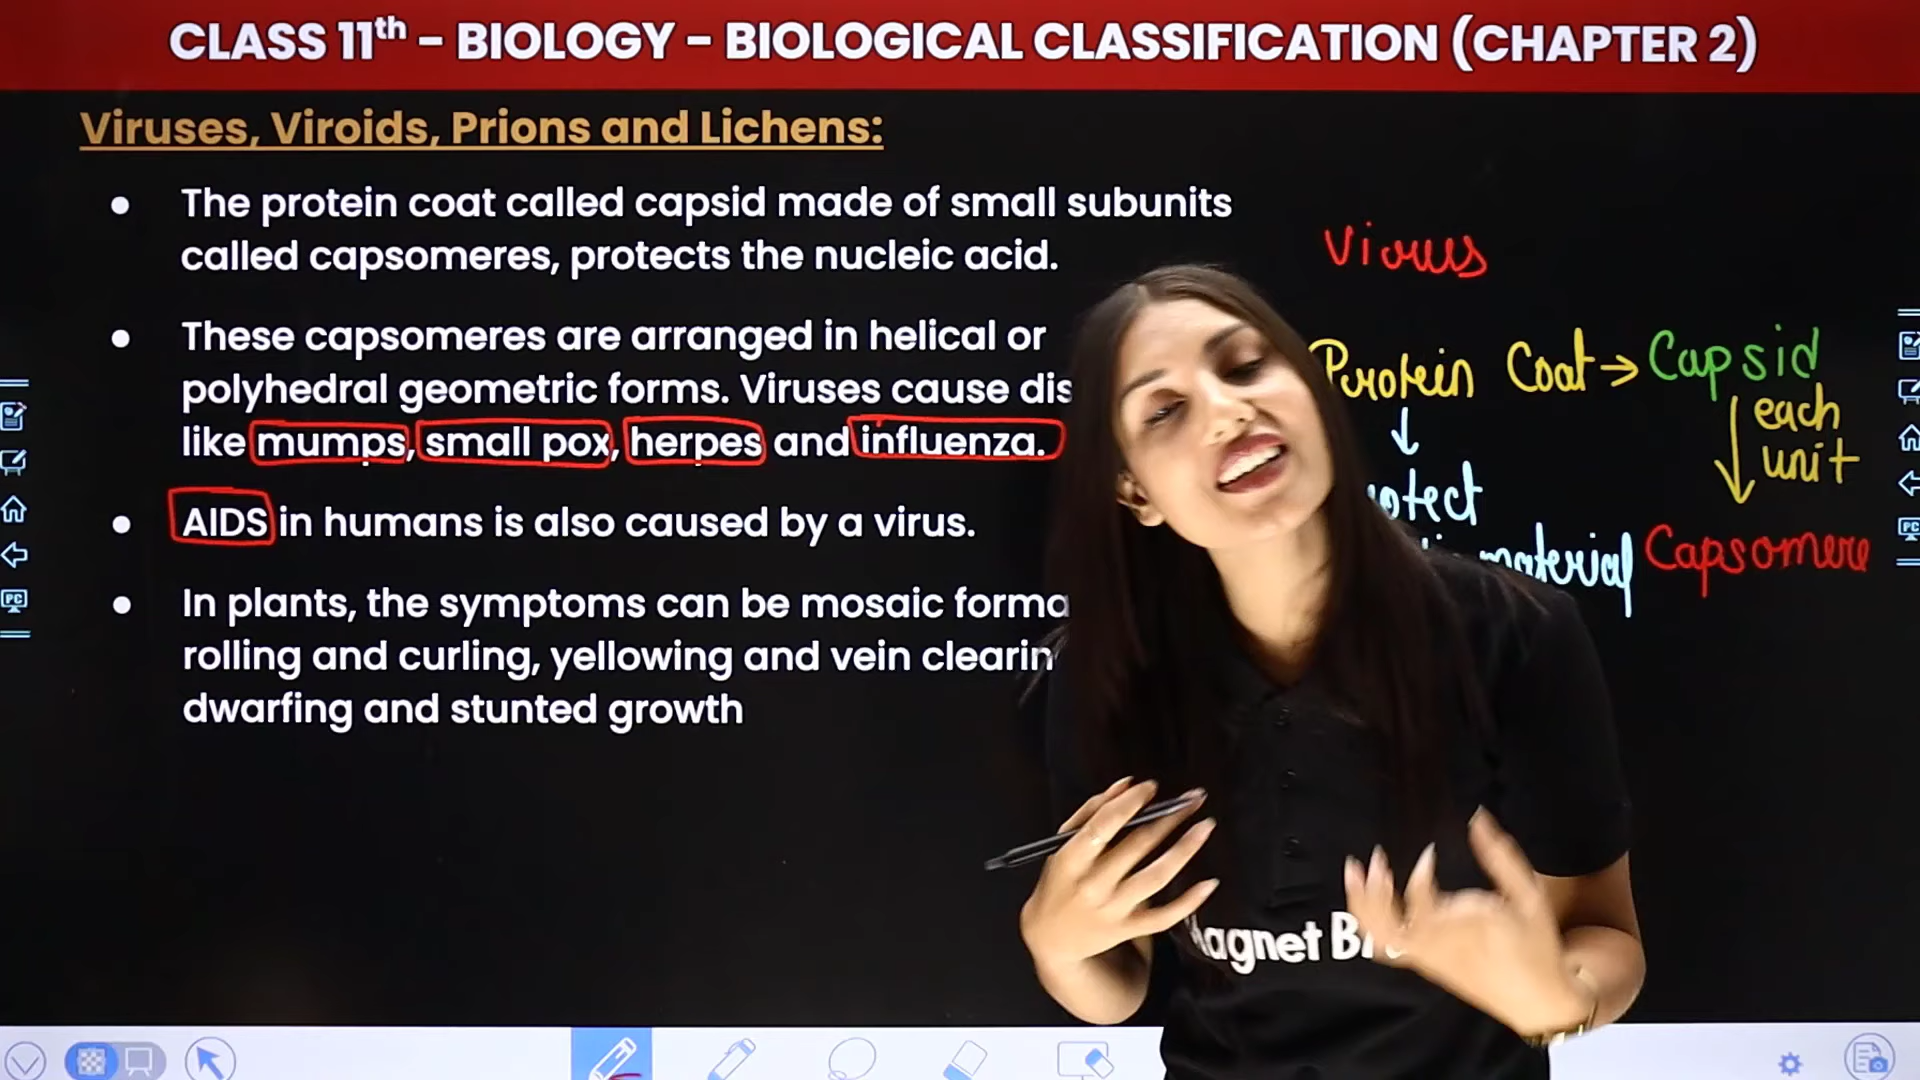 CLASS 11th - BIOLOGY - BIOLOGICAL CLASSIFICATION (CHAPTER 2)
Viruses, Viroids, Prions and Lichens:
• The protein coat called capsid made of small subunits
called capsomeres, protects the nucleic acid.
• These capsomeres are arranged in helical or
polyhedral geometric forms. Viruses cause dis
like mumps, small pox, herpes and influenza.
• AIDS in humans is also caused by a virus.
• In plants, the symptoms can be mosaic forma
rolling and curling, yellowing and vein clearin
dwarfing and stunted growth
Virus
Protein Coat → Capsid
each
unit
otect
material
Capsomere
agnet B
PC
PC